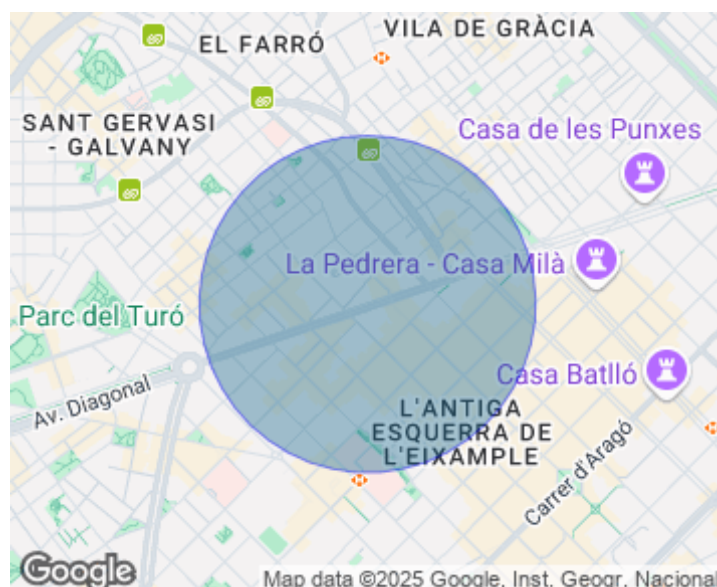 EL FARRÓ
VILA DE GRÀCIA
SANT GERVASI
- GALVANY
Casa de les Punxes
La Pedrera - Casa Milà
Parc del Turó
Casa Batlló
Av. Diagonal
L'ANTIGA
ESQUERRA DE
L'EIXAMPLE
Carrer d'Aragó
Google
Map data ©2025 Google, Inst. Geogr. Nacional